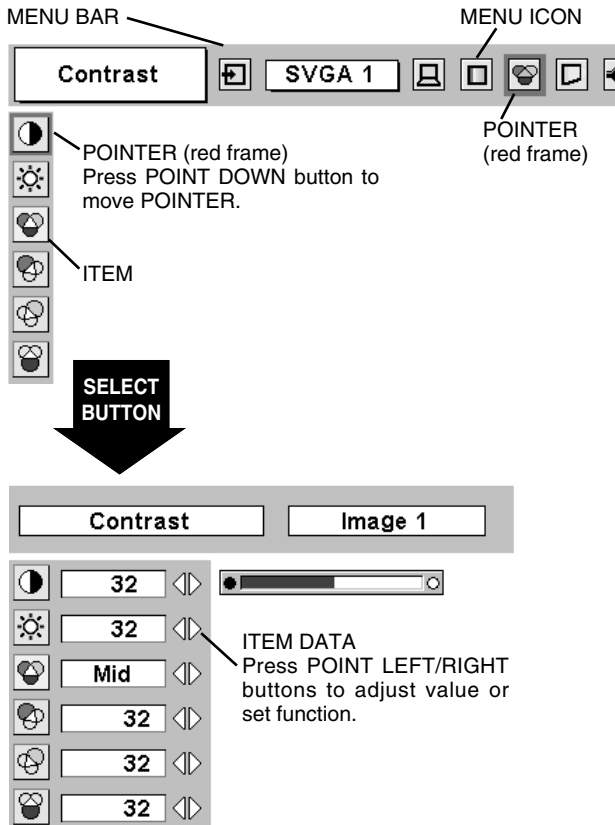 MENU BAR
MENU ICON
Contrast
SVGA 1
POINTER
(red frame)
POINTER (red frame)
Press POINT DOWN button to
move POINTER.
ITEM
SELECT
BUTTON
Contrast
Image 1
32
32
Mid
32
32
32
ITEM DATA
Press POINT LEFT/RIGHT
buttons to adjust value or
set function.